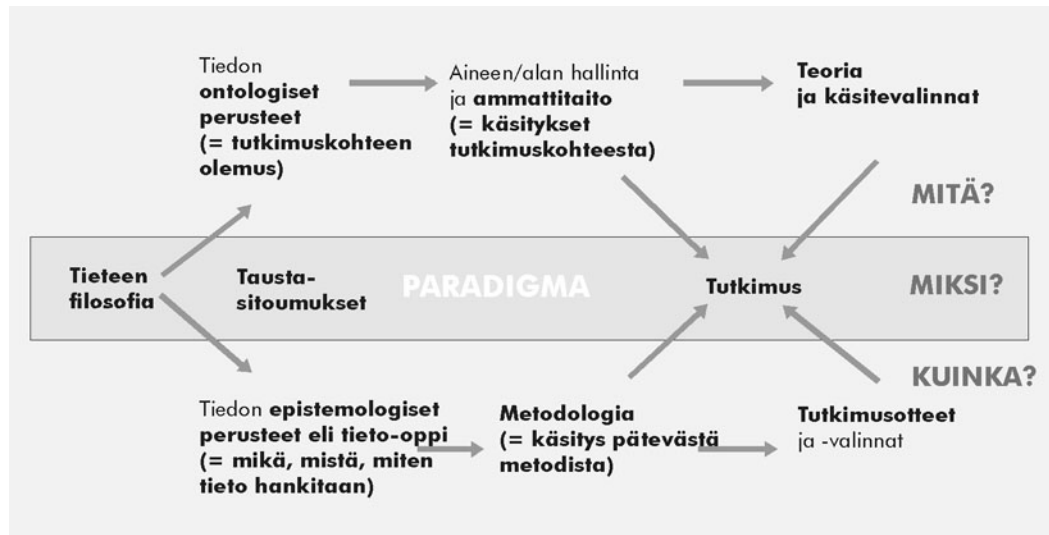 Tiedon
ontologiset
perusteet
(= tutkimuskohteen
olemus)
Aineen/alan hallinta
ja ammattitaito
(= käsitykset
tutkimuskohteesta)
Teoria
ja käsitevalinnat
MITÄ?
Tieteen
filosofia
Tausta-
sitoumukset
PARADIGMA
Tutkimus
MIKSI?
KUINKA?
Tiedon epistemologiset
perusteet eli tieto-oppi
(= mikä, mistä, miten
tieto hankitaan)
Metodologia
(= käsitys pätevästä
metodista)
Tutkimusotteet
ja -valinnat